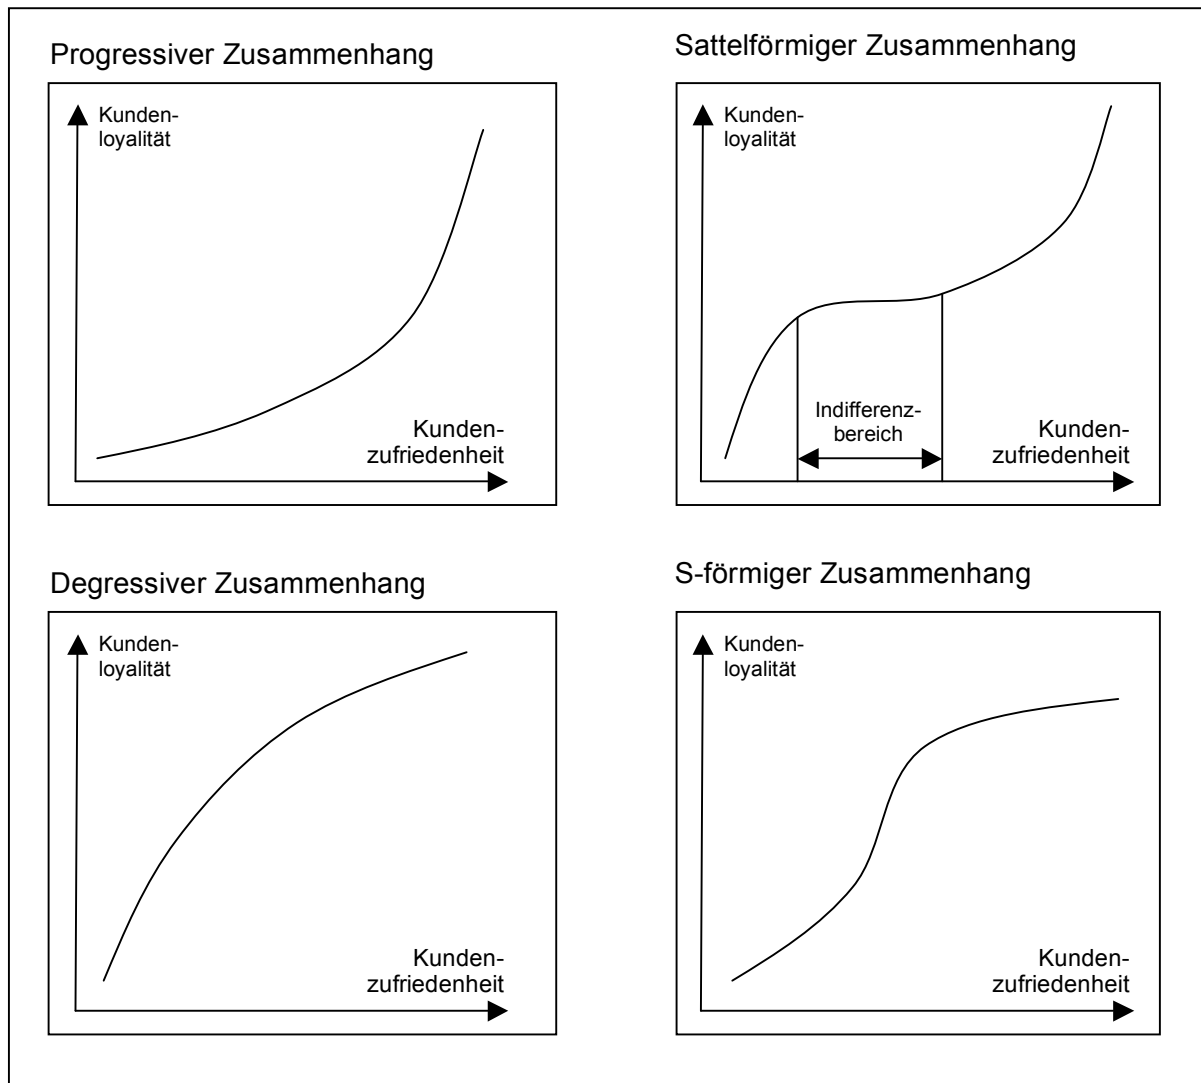 Progressiver Zusammenhang
Kunden-
loyalität
Kunden-
zufriedenheit
Sattelförmiger Zusammenhang
Kunden-
loyalität
Indifferenz-
bereich
Kunden-
zufriedenheit
Degressiver Zusammenhang
Kunden-
loyalität
Kunden-
zufriedenheit
S-förmiger Zusammenhang
Kunden-
loyalität
Kunden-
zufriedenheit